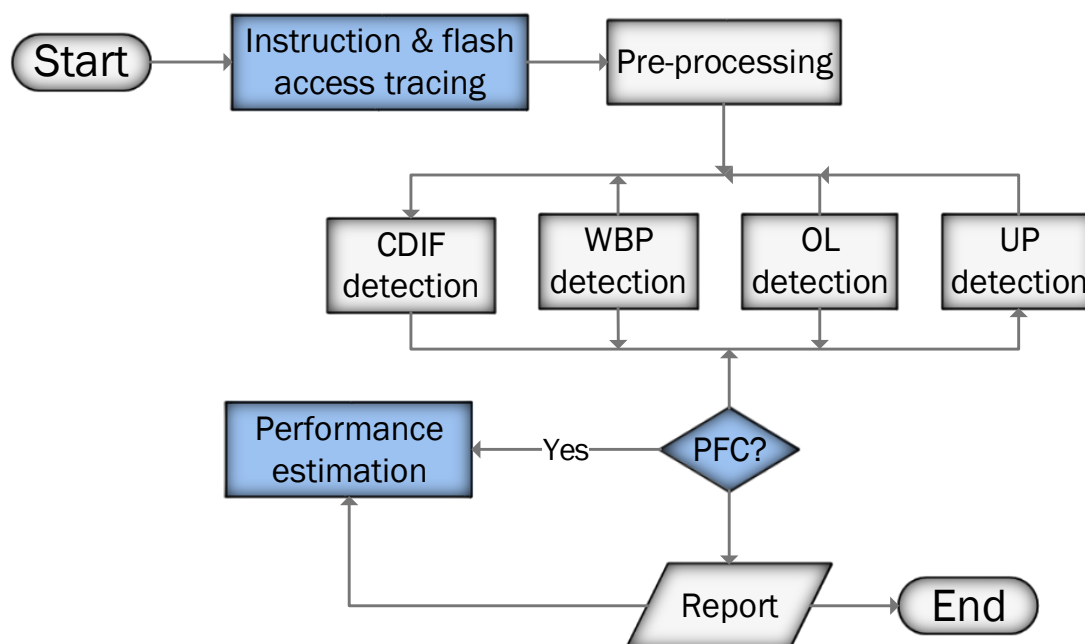 Start
Instruction & flash
access tracing
Pre-processing
CDIF
detection
WBP
detection
OL
detection
UP
detection
Performance
estimation
Yes
PFC?
Report
End